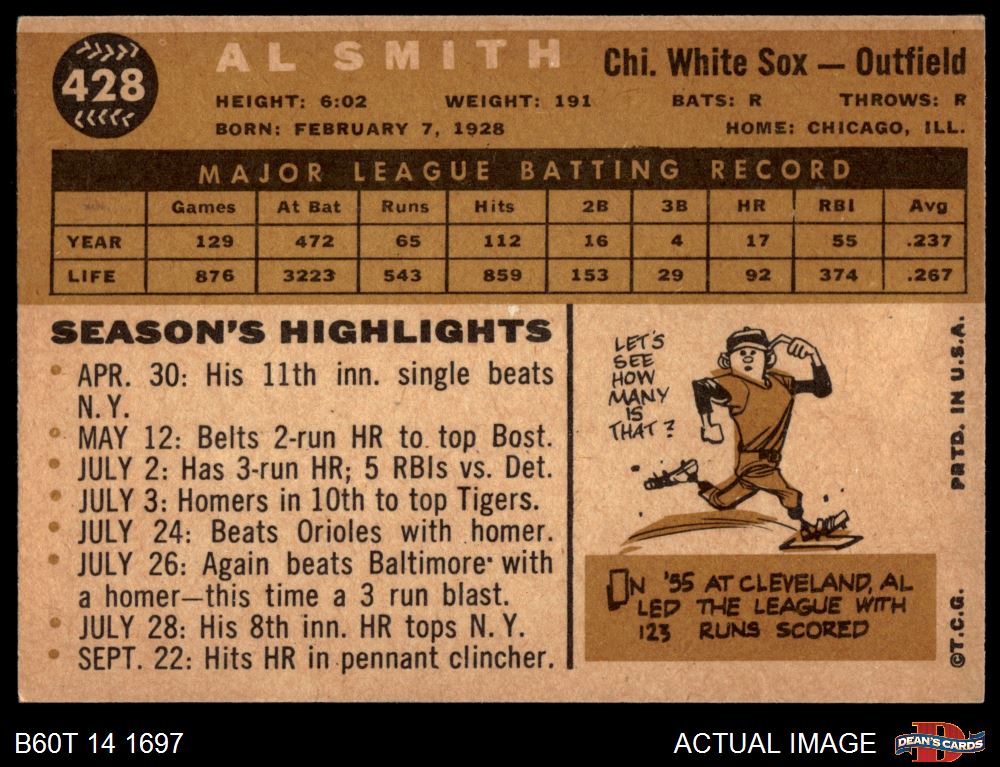 428
AL SMITH
Chi. White Sox — Outfield
HEIGHT: 6:02 WEIGHT: 191 BATS: R THROWS: R
BORN: FEBRUARY 7, 1928 HOME: CHICAGO, ILL.
MAJOR LEAGUE BATTING RECORD
Games At Bat Runs Hits 2B 3B HR RBI Avg
YEAR 129 472 65 112 16 4 17 55 .237
LIFE 876 3223 543 859 153 29 92 374 .267
SEASON'S HIGHLIGHTS
• APR. 30: His 11th inn. single beats
N.Y.
• MAY 12: Belts 2-run HR to top Bost.
• JULY 2: Has 3-run HR; 5 RBIs vs. Det.
• JULY 3: Homers in 10th to top Tigers.
• JULY 24: Beats Orioles with homer.
• JULY 26: Again beats Baltimore with
a homer—this time a 3 run blast.
• JULY 28: His 8th inn. HR tops N. Y.
• SEPT. 22: Hits HR in pennant clincher.
LET'S
SEE
HOW
MANY
IS
THAT?
IN '55 AT CLEVELAND, AL
LED THE LEAGUE WITH
123 RUNS SCORED
PRTD. IN U.S.A.
©T.C.G.
B60T 14 1697
ACTUAL IMAGE
D
DEAN'S CARDS